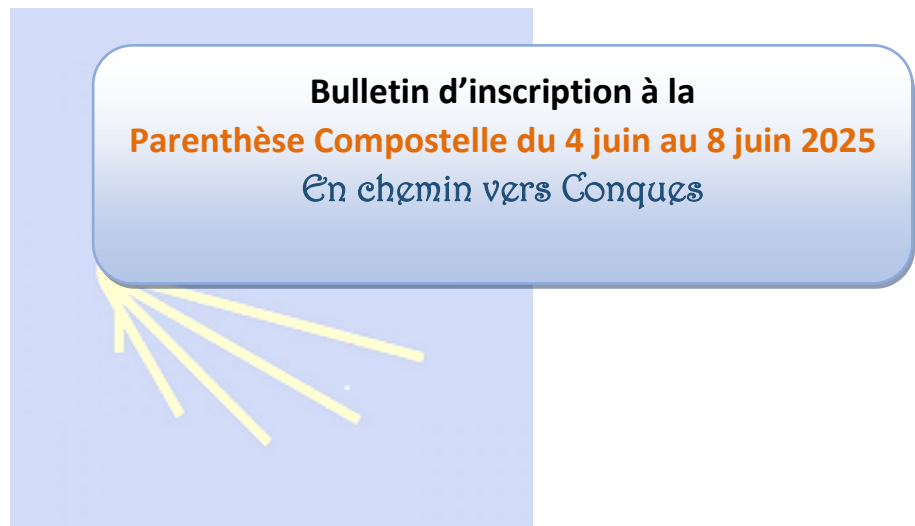 Bulletin d’inscription à la
Parenthèse Compostelle du 4 juin au 8 juin 2025
En chemin vers Conques